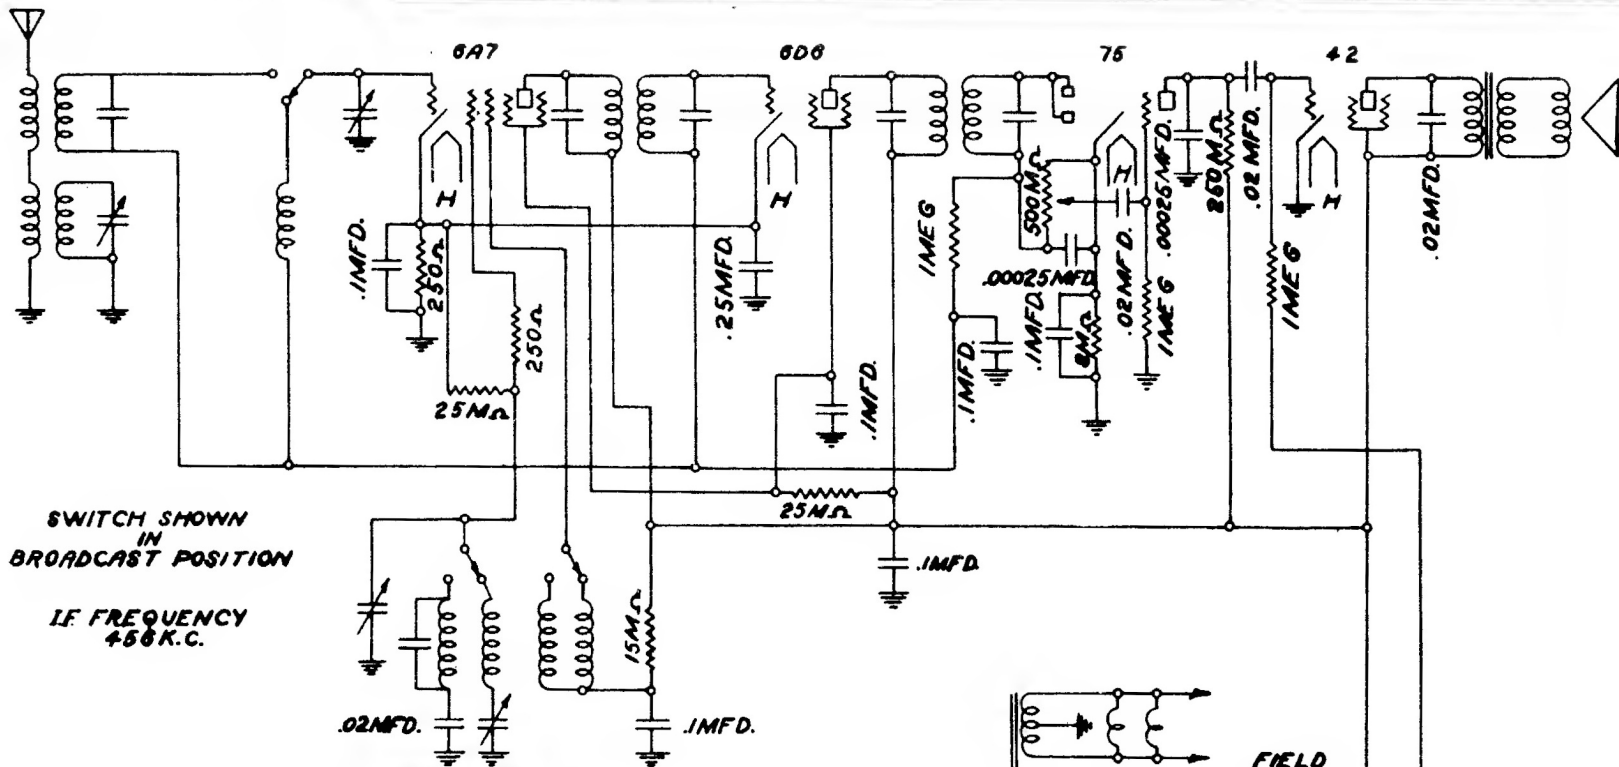 6A7
6D6
75
42
H
H
H
H
.1MFD.
250Ω
250Ω
25MΩ
.25MFD.
.1MFD.
1MEG
.1MFD.
500MΩ
.00025MFD.
.1MFD.
8MΩ
.02MFD.
1MEG
.00025MFD.
250MΩ
.02MFD.
1MEG
.02MFD.
25MΩ
.1MFD.
SWITCH SHOWN
IN
BROADCAST POSITION
I.F. FREQUENCY
456K.C.
15MΩ
.02MFD.
.1MFD.
FIELD